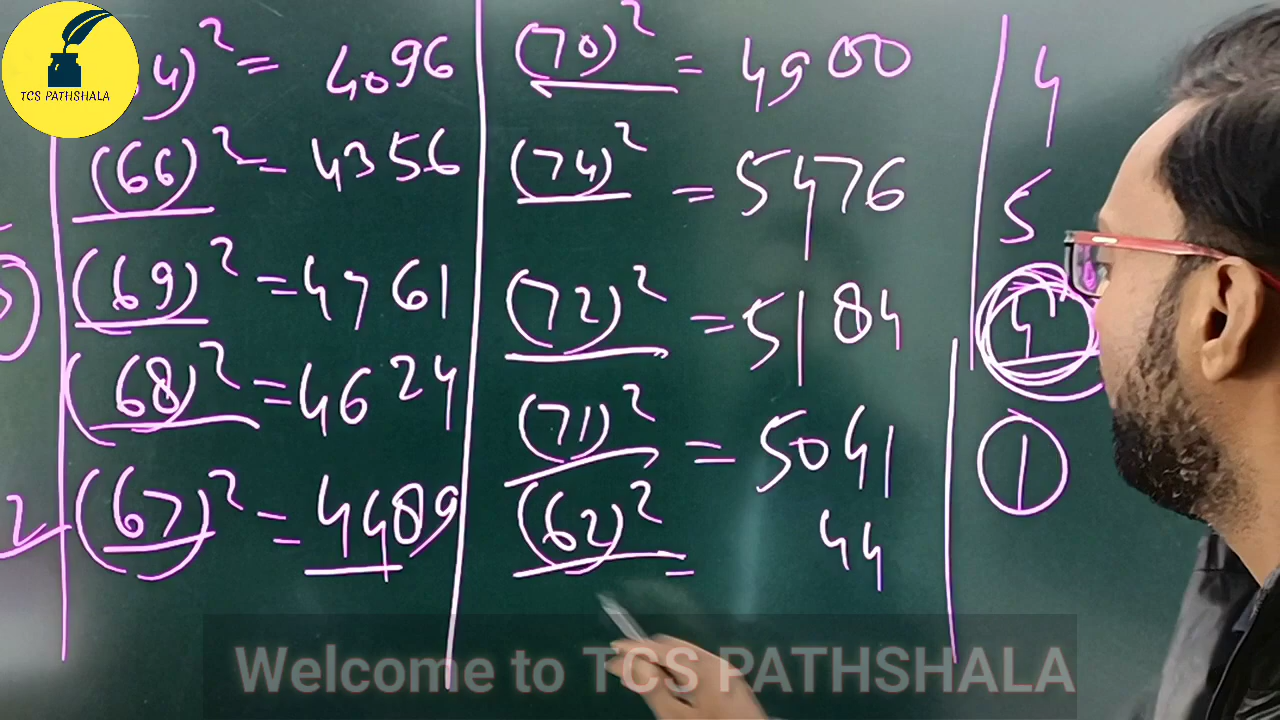 TCS PATHSHALA
4)² = 4096
(66)² = 4356
(69)² = 4761
(68)² = 4624
2 (67)² = 4489
(70)² = 4900
(74)² = 5476
(72)² = 5184
(71)² = 5041
(62)² = 44
4
5
4
1
Welcome to TCS PATHSHALA